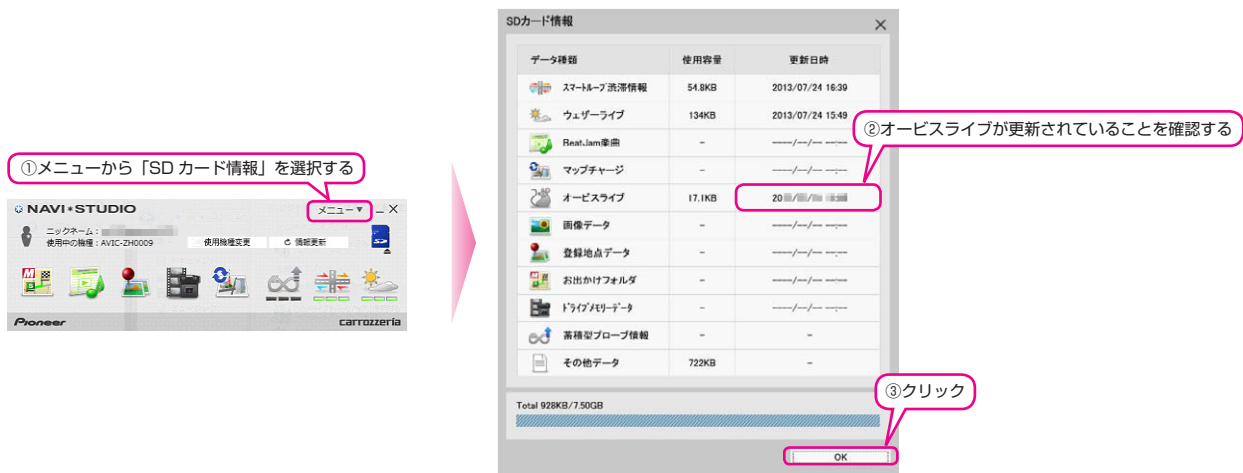 ①メニューから「SD カード情報」を選択する
NAVI*STUDIO
メニュー▼
ニックネーム:
使用中の機種:AVIC-ZH0009
使用機種変更
情報更新
Pioneer
carrozzeria
SDカード情報
データ種類 使用容量 更新日時
スマートループ渋滞情報 54.8KB 2013/07/24 16:39
ウェザーライブ 134KB 2013/07/24 15:49
BeatJam楽曲 - ----/--/-- --:--
マップチャージ - ----/--/-- --:--
オービスライブ 17.1KB 20
画像データ - ----/--/-- --:--
登録地点データ - ----/--/-- --:--
お出かけフォルダ - ----/--/-- --:--
ドライブメモリーデータ - ----/--/-- --:--
蓄積型プローブ情報 - -
その他データ 722KB -
Total 928KB/7.50GB
OK
②オービスライブが更新されていることを確認する
③クリック